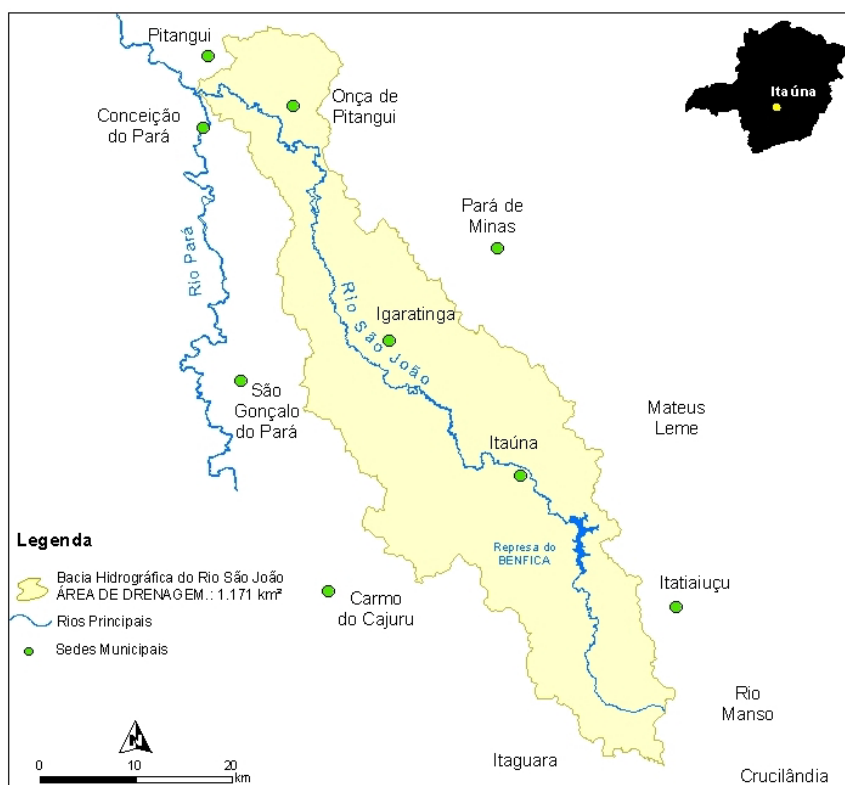 Pitangui
Onça de
Pitangui
Itaúna
Conceição
do Pará
Pará de
Minas
Rio Pará
Rio São João
Igaratinga
São
Gonçalo
do Pará
Mateus
Leme
Itaúna
Legenda
Bacia Hidrográfica do Rio São João
ÁREA DE DRENAGEM.: 1.171 km²
Rios Principais
Sedes Municipais
Represa do
BENFICA
Itatiaiuçu
Carmo
do Cajuru
Rio
Manso
Itaguara
Crucilândia
N
0 10 20
km